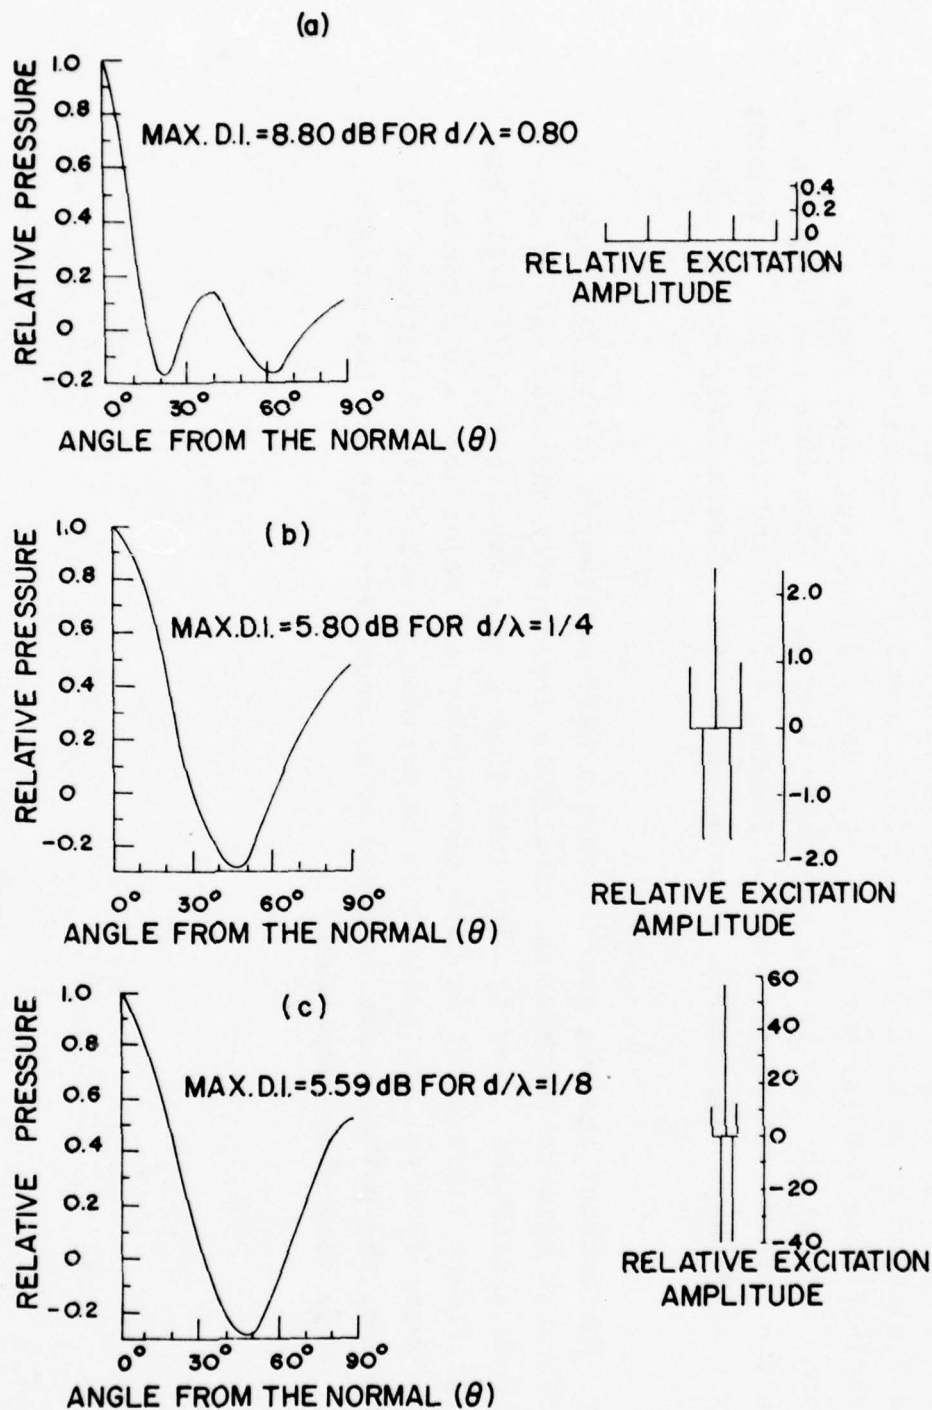 (a)
RELATIVE PRESSURE
1.0
0.8
0.6
0.4
0.2
0
-0.2
MAX. D.I.=8.80 dB FOR d/λ=0.80
0° 30° 60° 90°
ANGLE FROM THE NORMAL (θ)
0.4
0.2
0
RELATIVE EXCITATION
AMPLITUDE
(b)
RELATIVE PRESSURE
1.0
0.8
0.6
0.4
0.2
0
-0.2
MAX.D.I.=5.80 dB FOR d/λ=1/4
0° 30° 60° 90°
ANGLE FROM THE NORMAL (θ)
2.0
1.0
0
-1.0
-2.0
RELATIVE EXCITATION
AMPLITUDE
(c)
RELATIVE PRESSURE
1.0
0.8
0.6
0.4
0.2
0
-0.2
MAX.D.I.=5.59 dB FOR d/λ=1/8
0° 30° 60° 90°
ANGLE FROM THE NORMAL (θ)
60
40
20
0
-20
-40
RELATIVE EXCITATION
AMPLITUDE